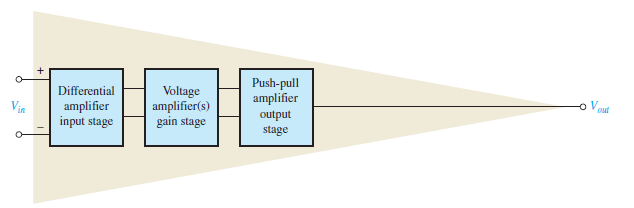 +
V_in
−
Differential
amplifier
input stage
Voltage
amplifier(s)
gain stage
Push-pull
amplifier
output
stage
V_out